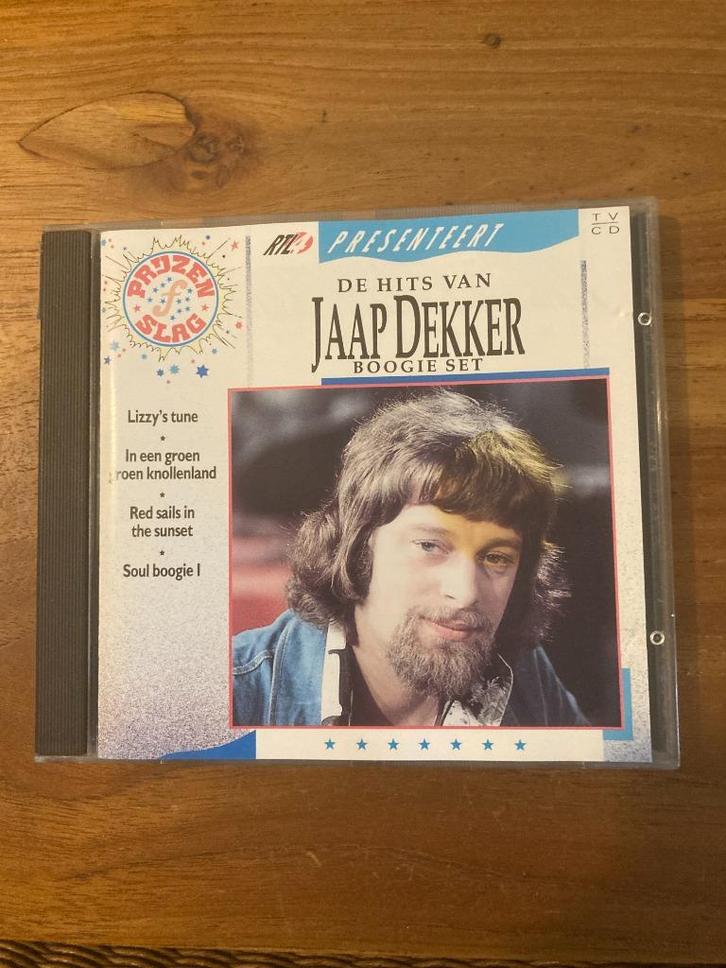 PRIJZEN
f
SLAG
RTL4 PRESENTEERT
TV
CD
DE HITS VAN
JAAP DEKKER
BOOGIE SET
Lizzy's tune
*
In een groen
groen knollenland
*
Red sails in
the sunset
*
Soul boogie I